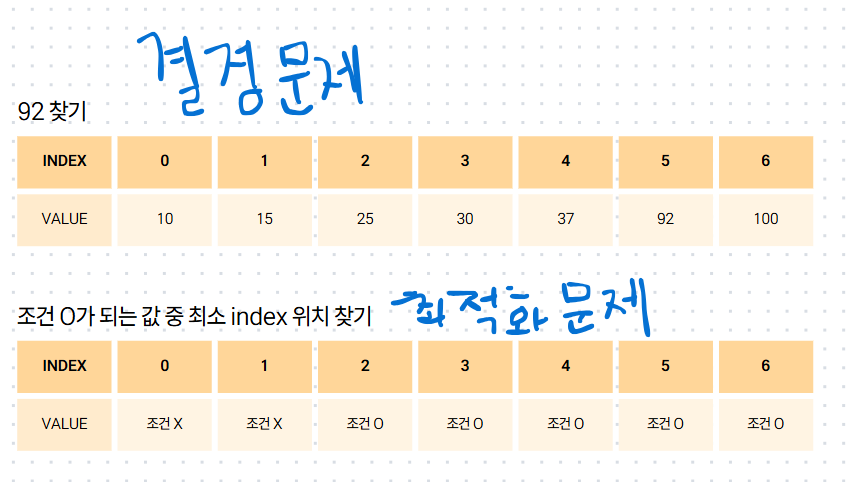 결정문제
92 찾기
INDEX 0 1 2 3 4 5 6
VALUE 10 15 25 30 37 92 100
조건 O가 되는 값 중 최소 index 위치 찾기 최적화 문제
INDEX 0 1 2 3 4 5 6
VALUE 조건 X 조건 X 조건 O 조건 O 조건 O 조건 O 조건 O